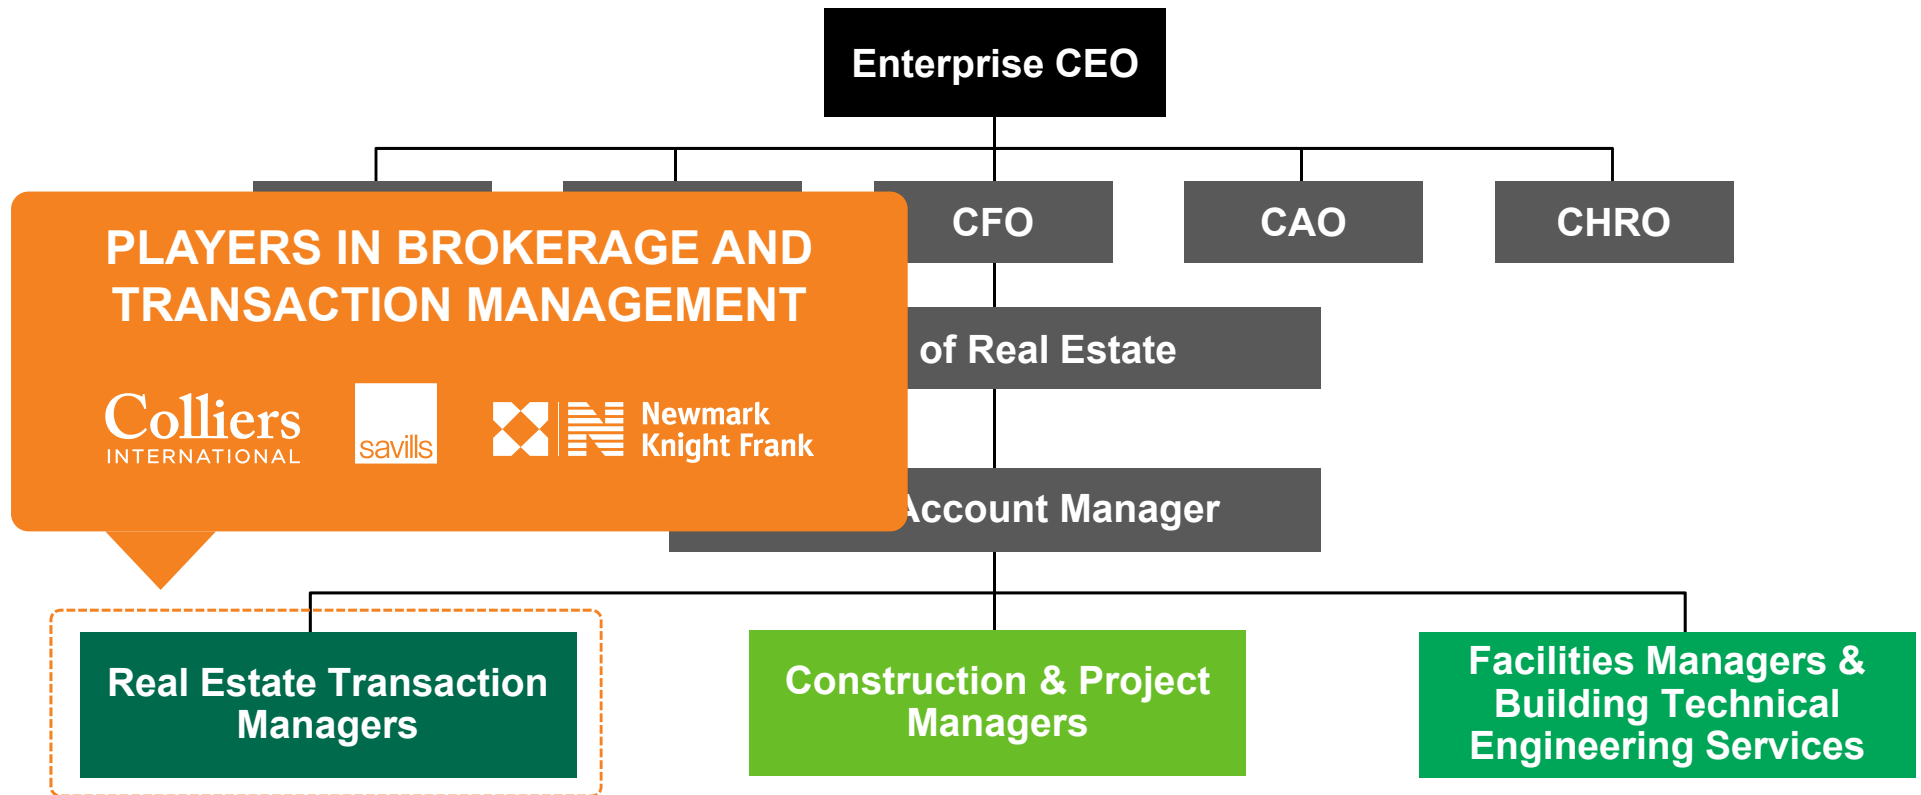 Enterprise CEO
CFO
CAO
CHRO
PLAYERS IN BROKERAGE AND
TRANSACTION MANAGEMENT
Colliers
INTERNATIONAL
savills
N
Newmark
Knight Frank
of Real Estate
Account Manager
Real Estate Transaction
Managers
Construction & Project
Managers
Facilities Managers &
Building Technical
Engineering Services